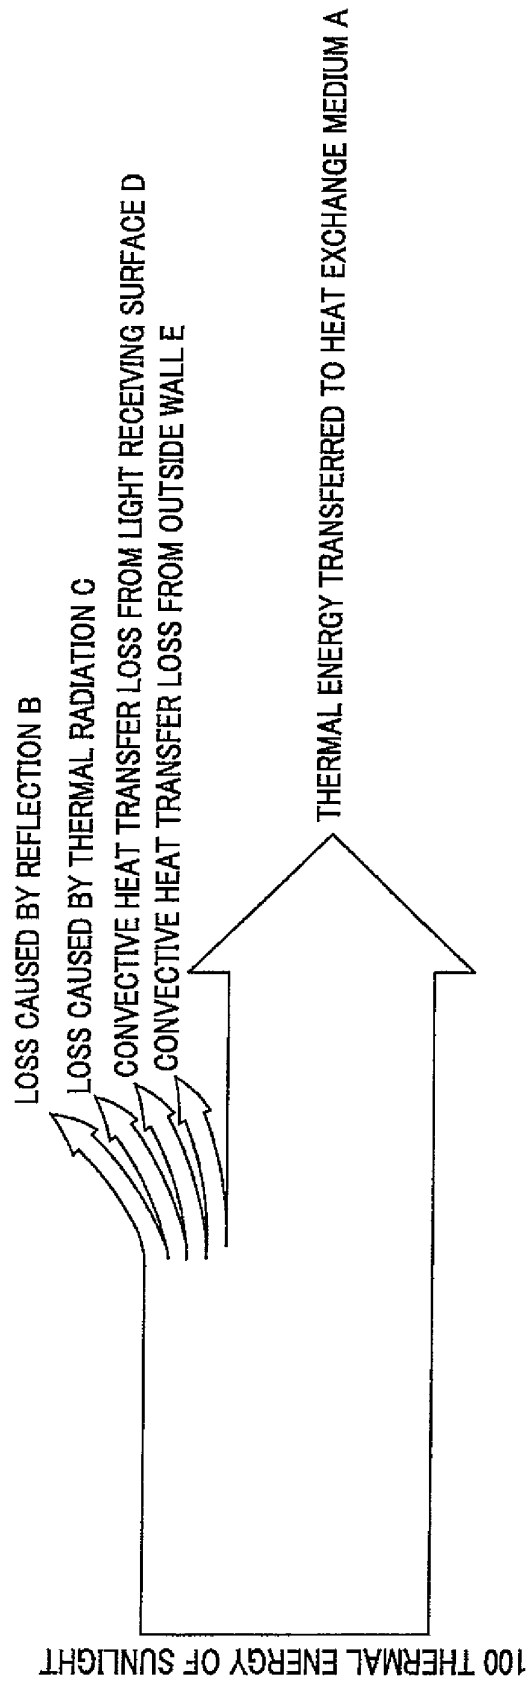 LOSS CAUSED BY REFLECTION B
LOSS CAUSED BY THERMAL RADIATION C
CONVECTIVE HEAT TRANSFER LOSS FROM LIGHT RECEIVING SURFACE D
CONVECTIVE HEAT TRANSFER LOSS FROM OUTSIDE WALL E
THERMAL ENERGY TRANSFERRED TO HEAT EXCHANGE MEDIUM A
100 THERMAL ENERGY OF SUNLIGHT